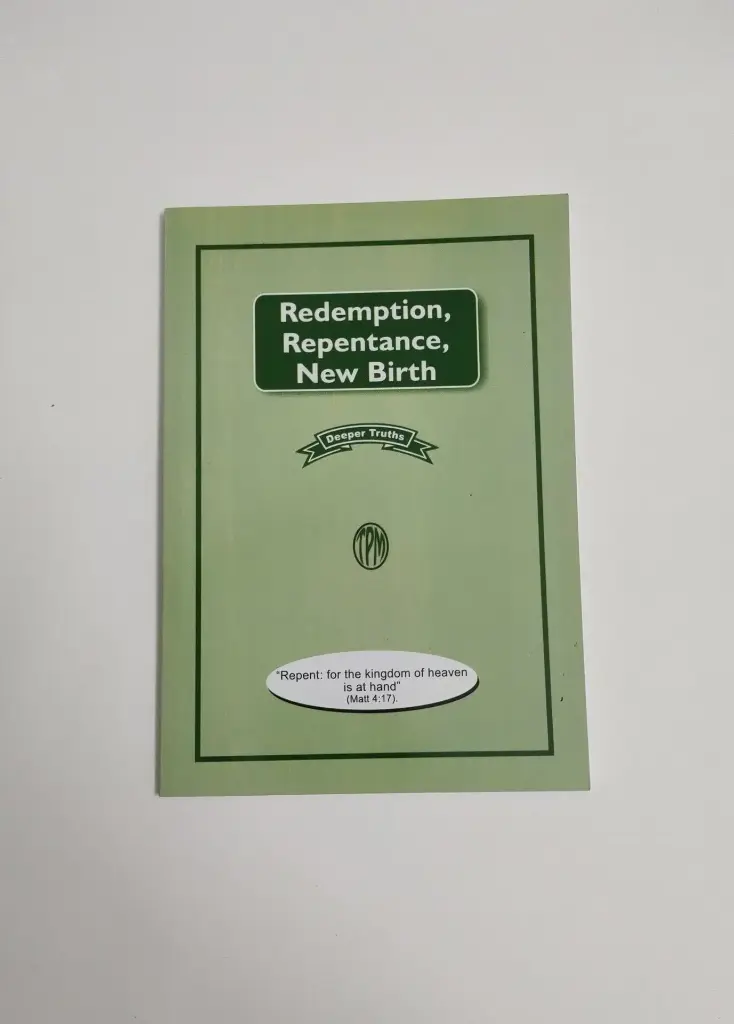 Redemption,
Repentance,
New Birth
Deeper Truths
TPM
"Repent: for the kingdom of heaven
is at hand"
(Matt 4:17).